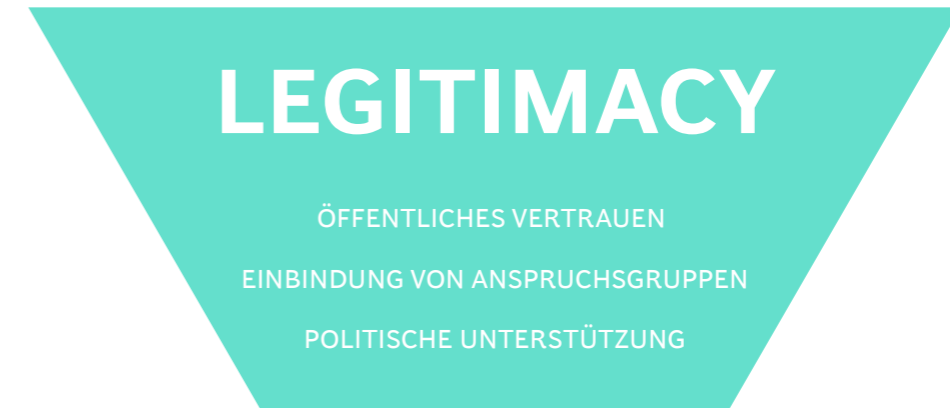 LEGITIMACY
ÖFFENTLICHES VERTRAUEN
EINBINDUNG VON ANSPRUCHSGRUPPEN
POLITISCHE UNTERSTÜTZUNG